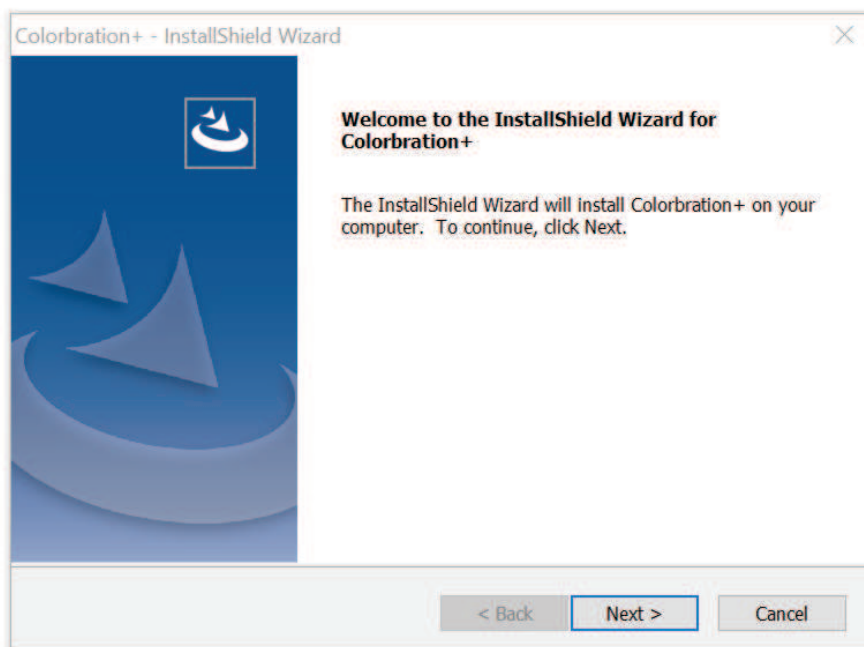 Colorbration+ - InstallShield Wizard
Welcome to the InstallShield Wizard for
Colorbration+
The InstallShield Wizard will install Colorbration+ on your
computer.  To continue, click Next.
< Back
Next >
Cancel